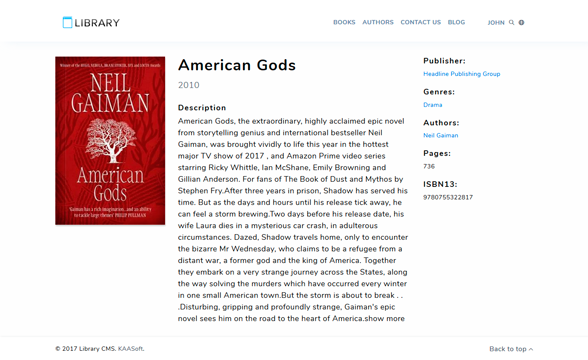 LIBRARY
BOOKS AUTHORS CONTACT US BLOG JOHN
Winner of the HUGO, NEBULA, BRAM STOKER, SFX and LOCUS Awards
NEIL
GAIMAN
American
Gods
'Gaiman has a rich imagination, and an ability
to tackle large themes' PHILIP PULLMAN
American Gods
2010
Description
American Gods, the extraordinary, highly acclaimed epic novel
from storytelling genius and international bestseller Neil
Gaiman, was brought vividly to life this year in the hottest
major TV show of 2017 , and Amazon Prime video series
starring Ricky Whittle, Ian McShane, Emily Browning and
Gillian Anderson. For fans of The Book of Dust and Mythos by
Stephen Fry.After three years in prison, Shadow has served his
time. But as the days and hours until his release tick away, he
can feel a storm brewing.Two days before his release date, his
wife Laura dies in a mysterious car crash, in adulterous
circumstances. Dazed, Shadow travels home, only to encounter
the bizarre Mr Wednesday, who claims to be a refugee from a
distant war, a former god and the king of America. Together
they embark on a very strange journey across the States, along
the way solving the murders which have occurred every winter
in one small American town.But the storm is about to break . .
.Disturbing, gripping and profoundly strange, Gaiman's epic
novel sees him on the road to the heart of America.show more
Publisher:
Headline Publishing Group
Genres:
Drama
Authors:
Neil Gaiman
Pages:
736
ISBN13:
9780755322817
© 2017 Library CMS. KAASoft.
Back to top